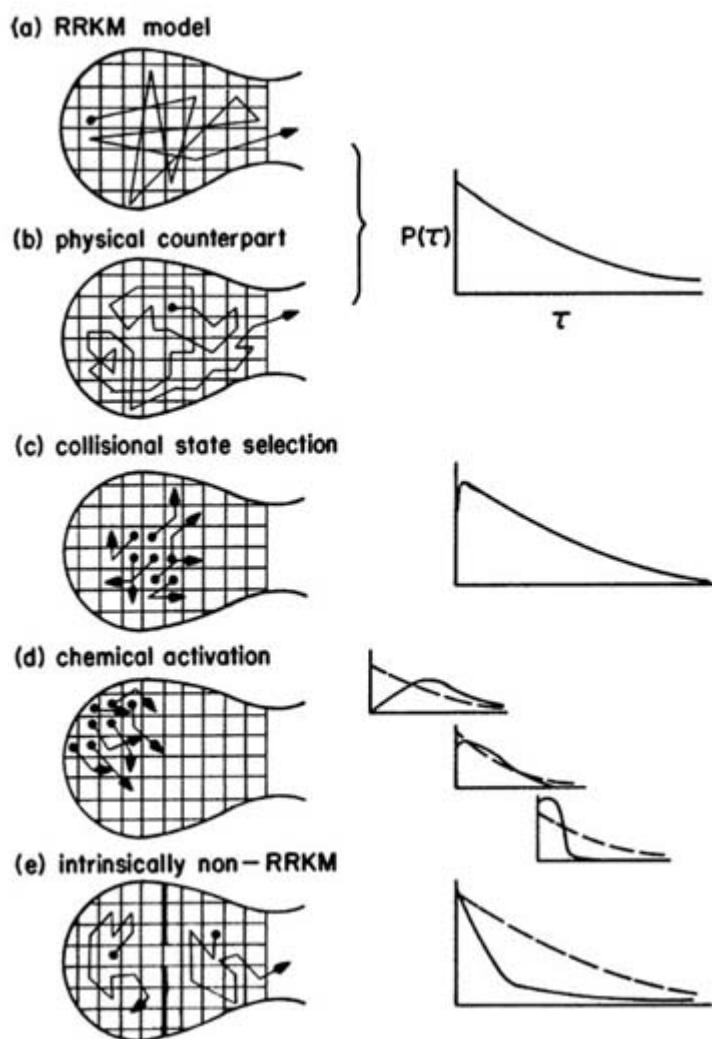 (a) RRKM model
(b) physical counterpart
P(τ)
τ
(c) collisional state selection
(d) chemical activation
(e) intrinsically non-RRKM